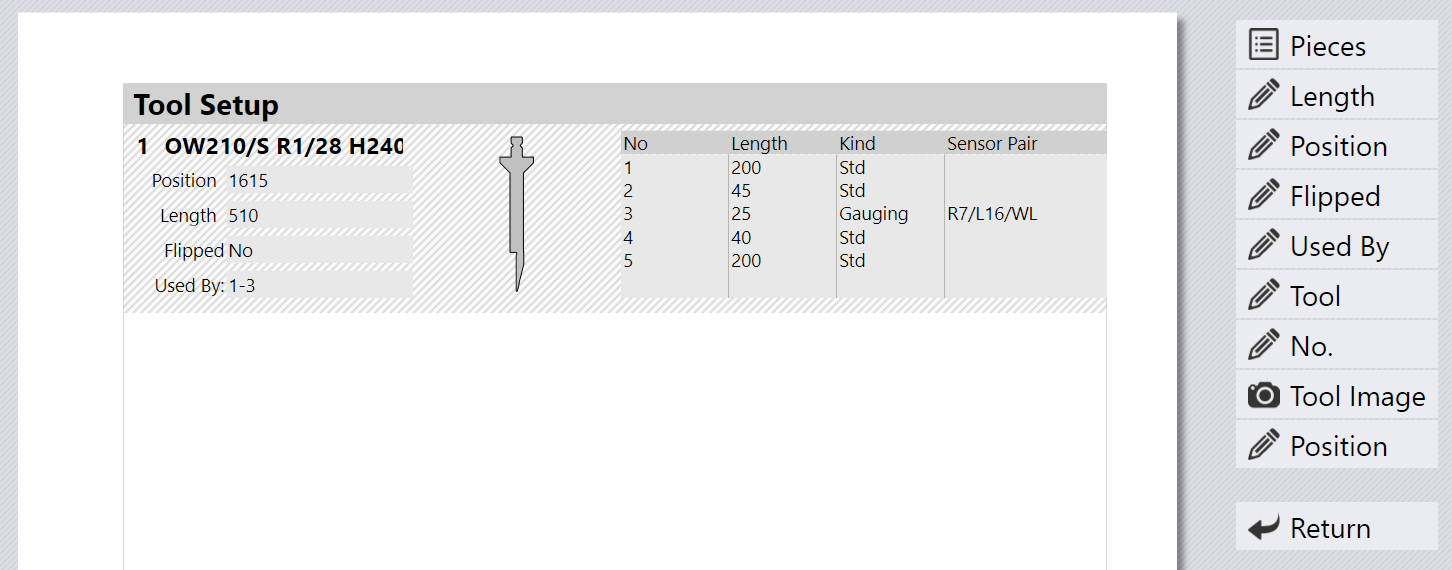 Tool Setup
1 OW210/S R1/28 H240
Position 1615
Length 510
Flipped No
Used By: 1-3
No Length Kind Sensor Pair
1 200 Std
2 45 Std
3 25 Gauging R7/L16/WL
4 40 Std
5 200 Std
Pieces
Length
Position
Flipped
Used By
Tool
No.
Tool Image
Position
Return